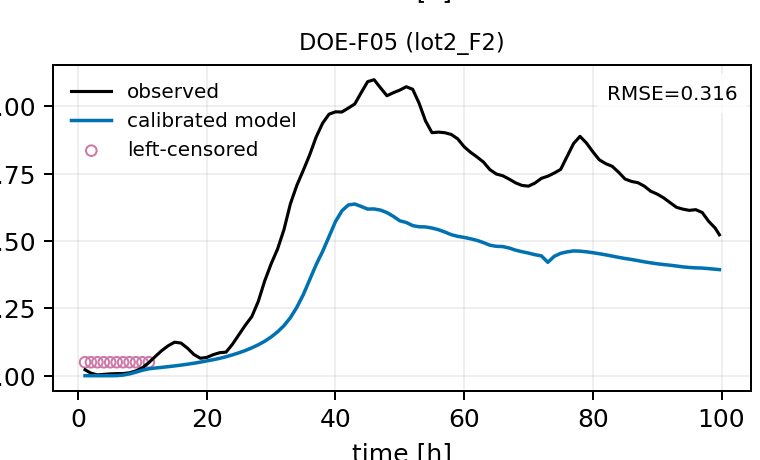 DOE-F05 (lot2_F2)
observed
calibrated model
left-censored
RMSE=0.316
.00
.75
.50
.25
.00
0 20 40 60 80 100
time [h]